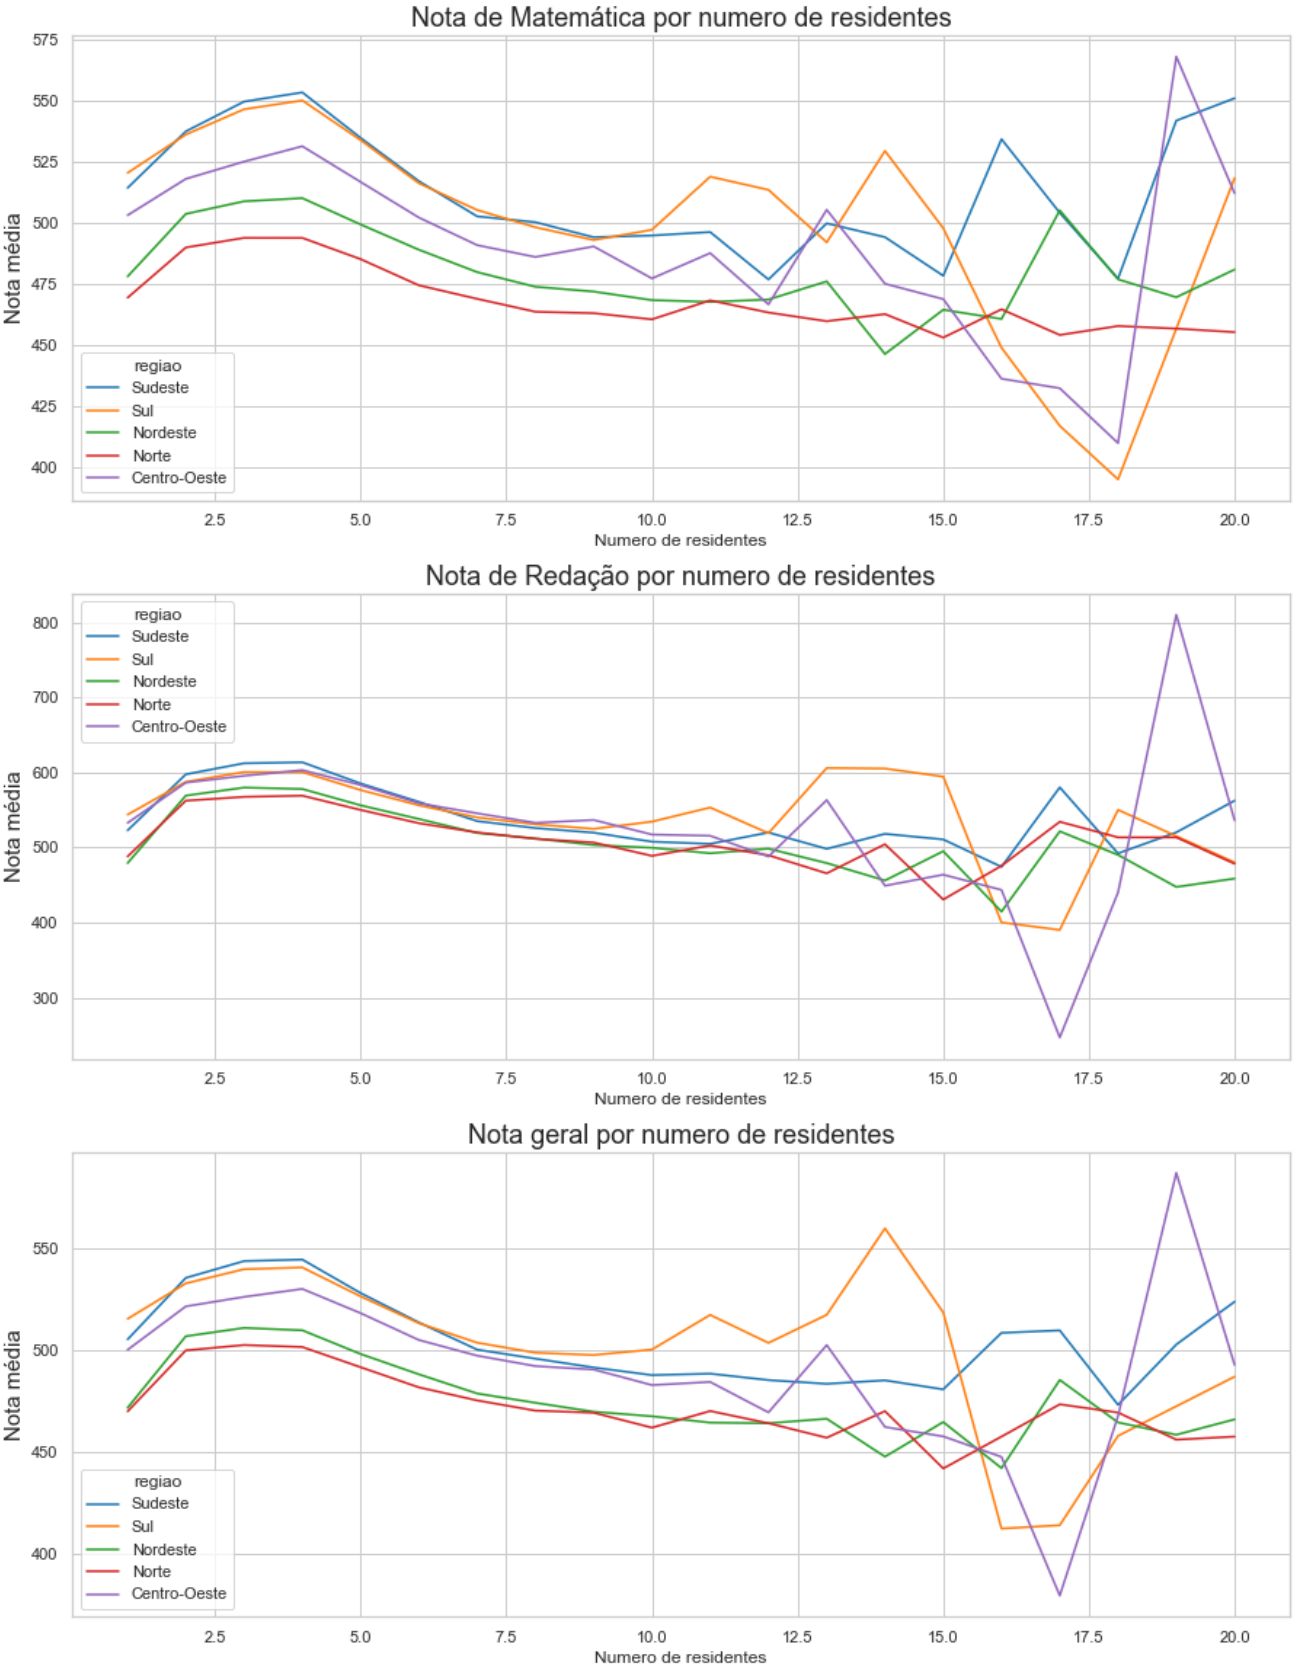 Nota de Matemática por numero de residentes
575
550
525
500
475
450
425
400
Nota média
regiao
Sudeste
Sul
Nordeste
Norte
Centro-Oeste
2.5 5.0 7.5 10.0 12.5 15.0 17.5 20.0
Numero de residentes
Nota de Redação por numero de residentes
800
700
600
500
400
300
Nota média
regiao
Sudeste
Sul
Nordeste
Norte
Centro-Oeste
2.5 5.0 7.5 10.0 12.5 15.0 17.5 20.0
Numero de residentes
Nota geral por numero de residentes
550
500
450
400
Nota média
regiao
Sudeste
Sul
Nordeste
Norte
Centro-Oeste
2.5 5.0 7.5 10.0 12.5 15.0 17.5 20.0
Numero de residentes